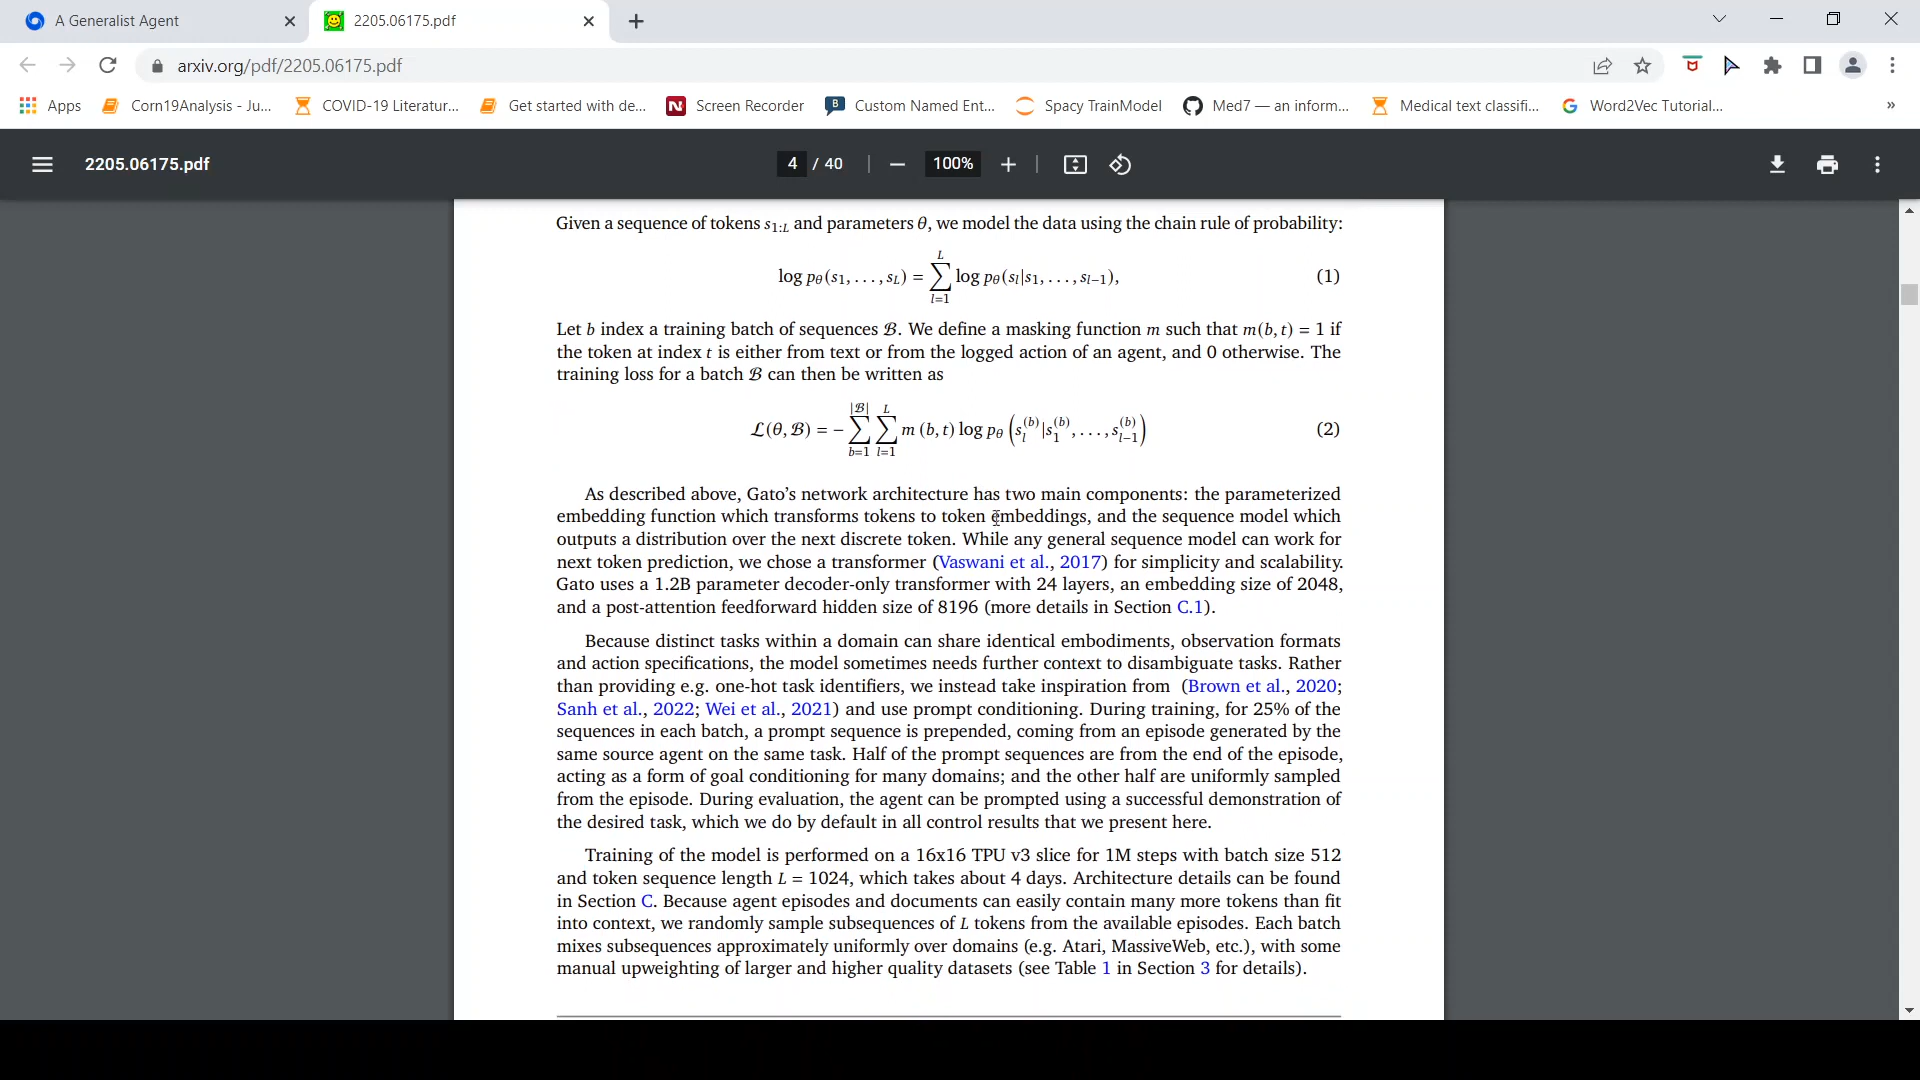 A Generalist Agent
2205.06175.pdf
arxiv.org/pdf/2205.06175.pdf
Apps
Corn19Analysis - Ju...
COVID-19 Literatur...
Get started with de...
N Screen Recorder
B Custom Named Ent...
Spacy TrainModel
Med7 — an inform...
Medical text classifi...
G Word2Vec Tutorial...
»
2205.06175.pdf
4 / 40
100%
Given a sequence of tokens s1:L and parameters θ, we model the data using the chain rule of probability:
log pθ(s1, . . . , sL) = ∑_{l=1}^{L} log pθ(sl|s1, . . . , sl−1), (1)
Let b index a training batch of sequences ℬ. We define a masking function m such that m(b, t) = 1 if
the token at index t is either from text or from the logged action of an agent, and 0 otherwise. The
training loss for a batch ℬ can then be written as
ℒ(θ, ℬ) = − ∑_{b=1}^{|ℬ|} ∑_{l=1}^{L} m (b, t) log pθ (s_l^{(b)}|s_1^{(b)}, . . . , s_{l−1}^{(b)}) (2)
As described above, Gato's network architecture has two main components: the parameterized
embedding function which transforms tokens to token embeddings, and the sequence model which
outputs a distribution over the next discrete token. While any general sequence model can work for
next token prediction, we chose a transformer (Vaswani et al., 2017) for simplicity and scalability.
Gato uses a 1.2B parameter decoder-only transformer with 24 layers, an embedding size of 2048,
and a post-attention feedforward hidden size of 8196 (more details in Section C.1).
Because distinct tasks within a domain can share identical embodiments, observation formats
and action specifications, the model sometimes needs further context to disambiguate tasks. Rather
than providing e.g. one-hot task identifiers, we instead take inspiration from (Brown et al., 2020;
Sanh et al., 2022; Wei et al., 2021) and use prompt conditioning. During training, for 25% of the
sequences in each batch, a prompt sequence is prepended, coming from an episode generated by the
same source agent on the same task. Half of the prompt sequences are from the end of the episode,
acting as a form of goal conditioning for many domains; and the other half are uniformly sampled
from the episode. During evaluation, the agent can be prompted using a successful demonstration of
the desired task, which we do by default in all control results that we present here.
Training of the model is performed on a 16x16 TPU v3 slice for 1M steps with batch size 512
and token sequence length L = 1024, which takes about 4 days. Architecture details can be found
in Section C. Because agent episodes and documents can easily contain many more tokens than fit
into context, we randomly sample subsequences of L tokens from the available episodes. Each batch
mixes subsequences approximately uniformly over domains (e.g. Atari, MassiveWeb, etc.), with some
manual upweighting of larger and higher quality datasets (see Table 1 in Section 3 for details).